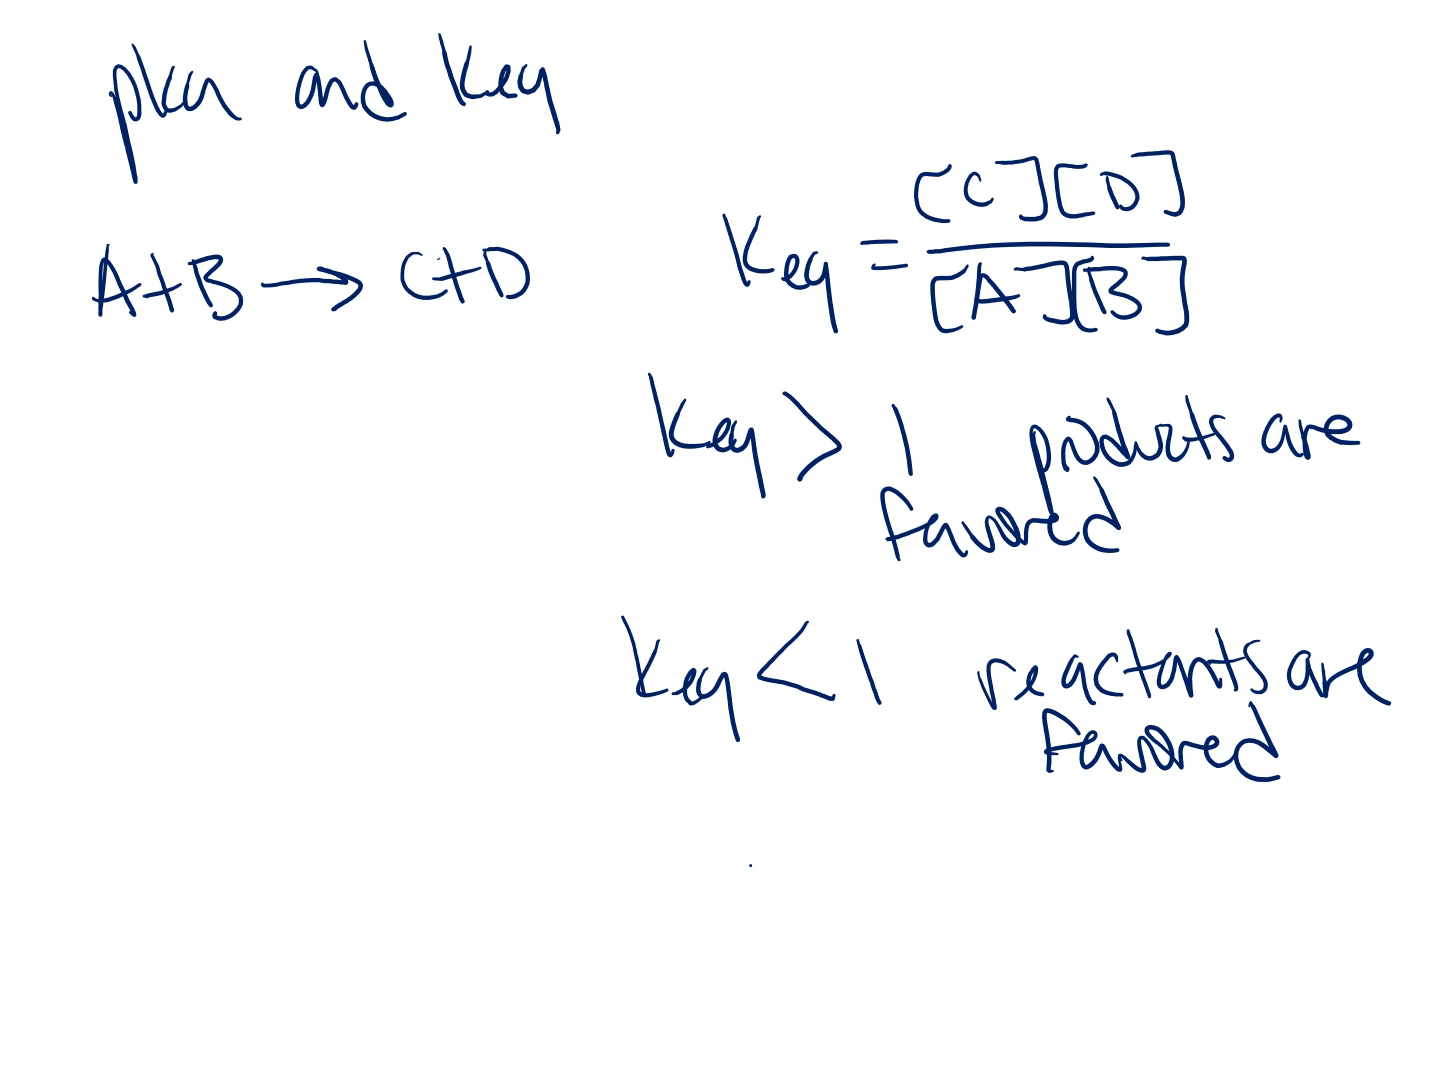 pka and Keq
A+B → C+D
Keq = [C][D]
[A][B]
Keq > 1 products are
favored
Keq < 1 reactants are
favored